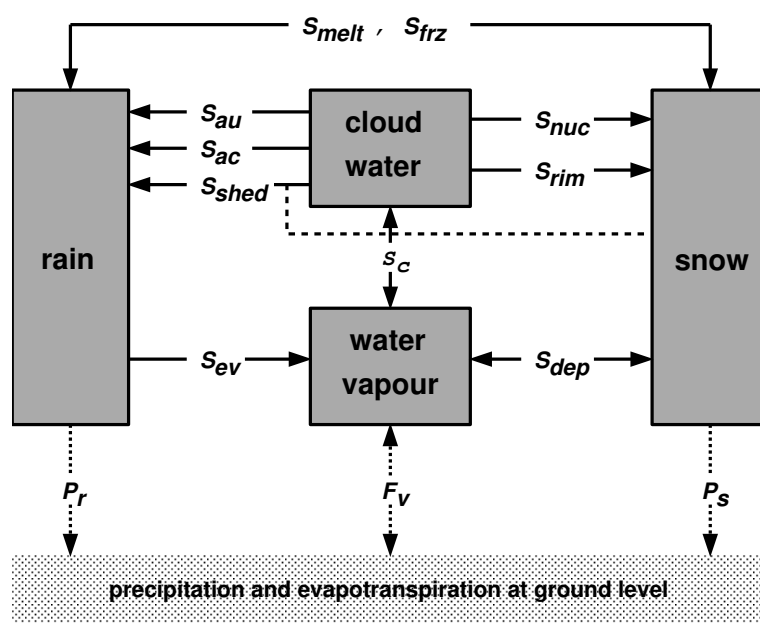 Smelt , Sfrz
Sau
cloud
water
Snuc
Sac
Srim
Sshed
rain
snow
Sc
water
vapour
Sev
Sdep
Pr
Fv
Ps
precipitation and evapotranspiration at ground level